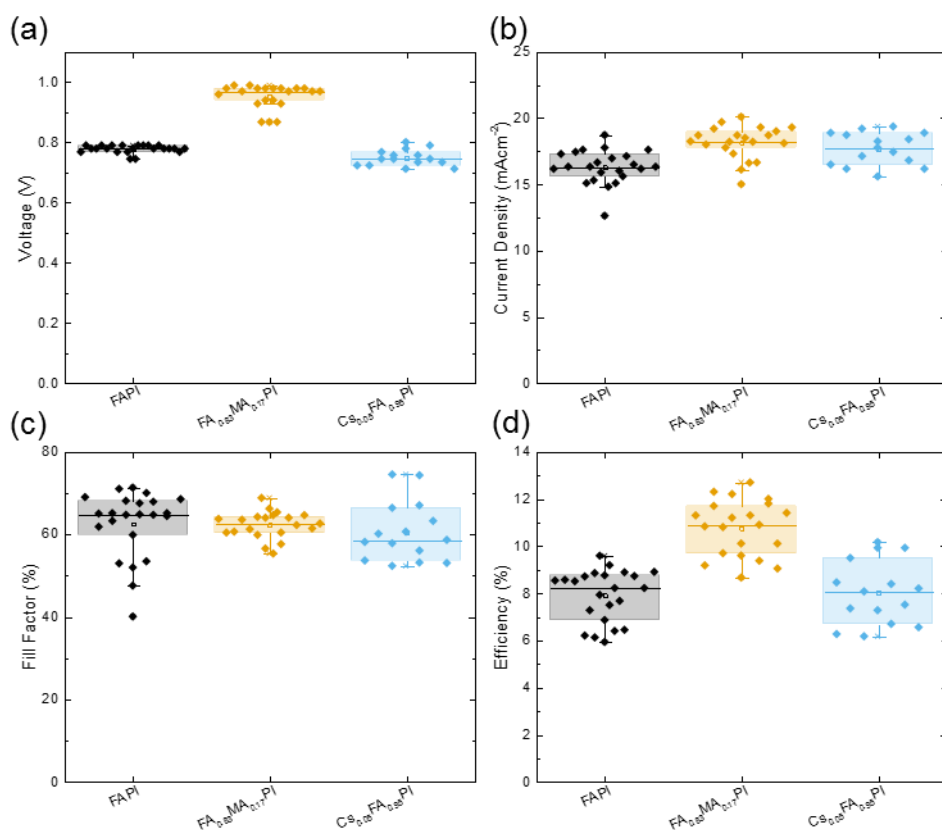 (a)
(b)
1.0
0.8
0.6
0.4
0.2
0.0
Voltage (V)
FAPI
FA0.83MA0.17PI
Cs0.05FA0.95PI
25
20
15
10
5
0
Current Density (mAcm-2)
FAPI
FA0.83MA0.17PI
Cs0.05FA0.95PI
(c)
(d)
80
60
40
20
0
Fill Factor (%)
FAPI
FA0.83MA0.17PI
Cs0.05FA0.95PI
14
12
10
8
6
4
2
0
Efficiency (%)
FAPI
FA0.83MA0.17PI
Cs0.05FA0.95PI